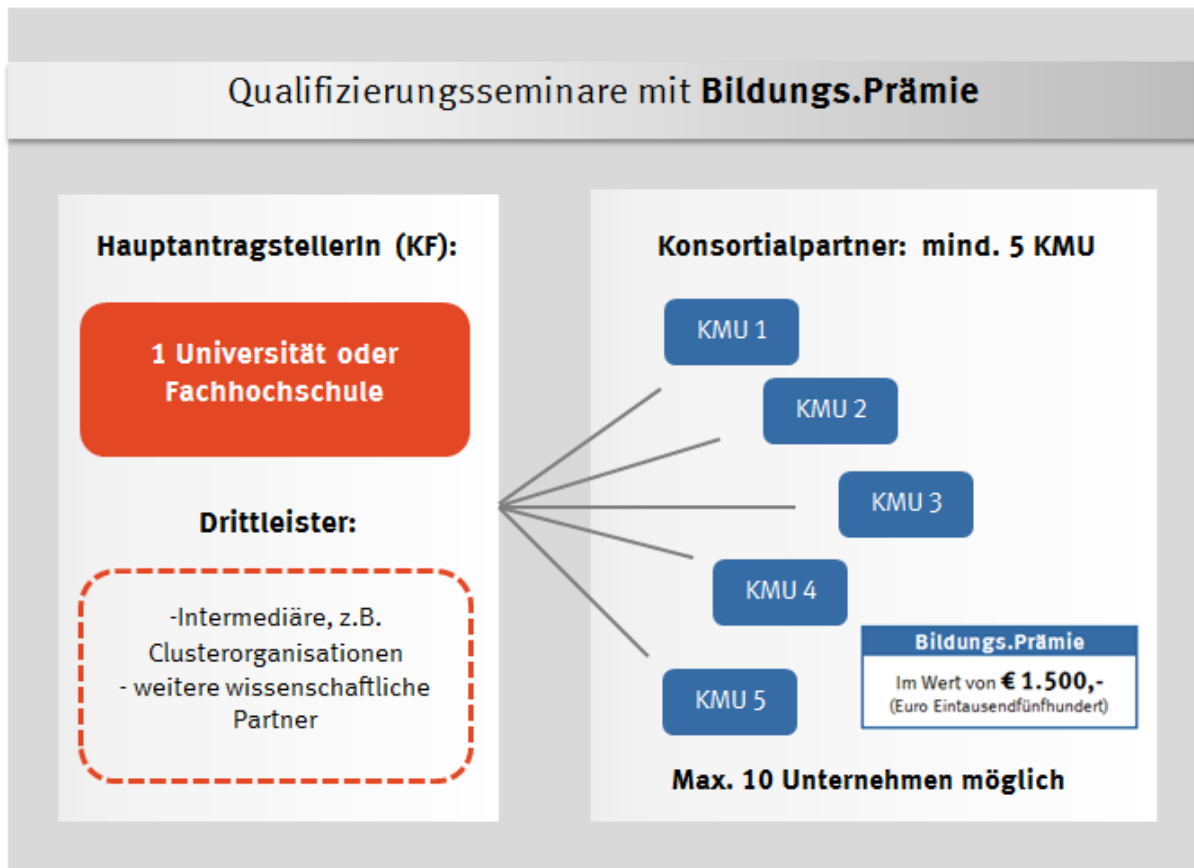 Qualifizierungsseminare mit Bildungs.Prämie
HauptantragstellerIn (KF):
1 Universität oder
Fachhochschule
Drittleister:
-Intermediäre, z.B.
Clusterorganisationen
- weitere wissenschaftliche
Partner
Konsortialpartner: mind. 5 KMU
KMU 1
KMU 2
KMU 3
KMU 4
KMU 5
Bildungs.Prämie
Im Wert von € 1.500,-
(Euro Eintausendfünfhundert)
Max. 10 Unternehmen möglich